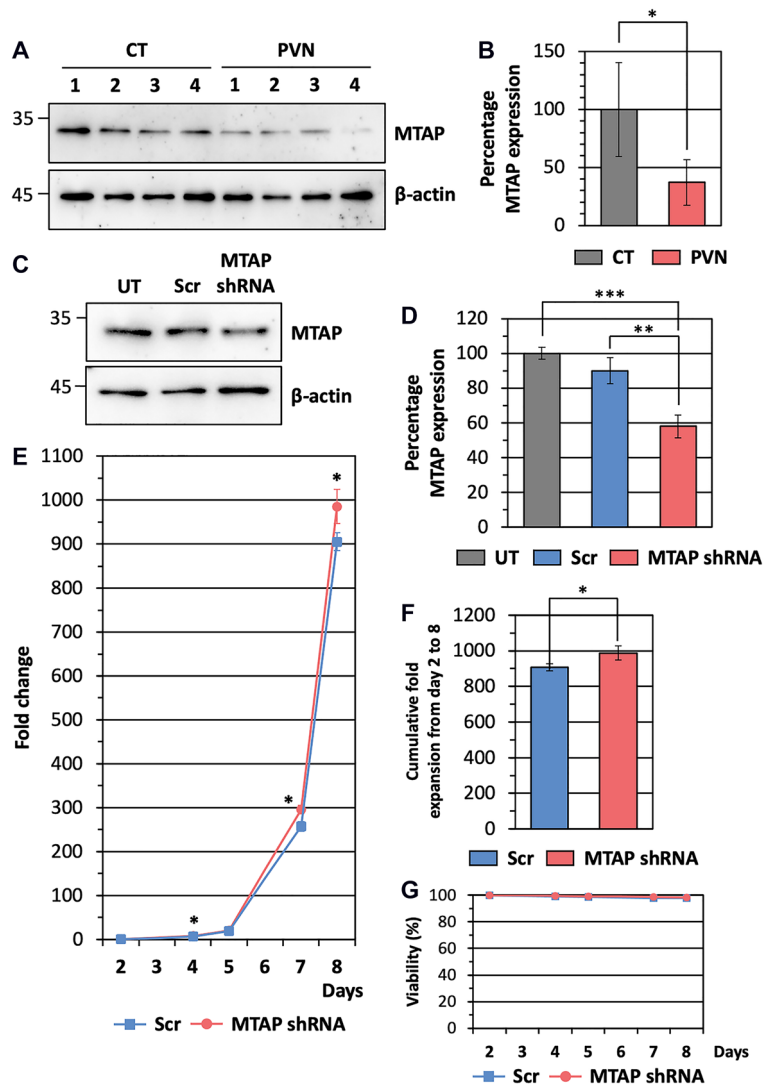 A
CT PVN
1 2 3 4 1 2 3 4
35
MTAP
45
β-actin
B
*
Percentage
MTAP expression
150
100
50
0
CT PVN
C
UT Scr MTAP
shRNA
35
MTAP
45
β-actin
D
***
**
Percentage
MTAP expression
120
100
80
60
40
20
0
UT Scr MTAP shRNA
E
Fold change
1100
1000
900
800
700
600
500
400
300
200
100
0
*
*
*
2 3 4 5 6 7 8
Days
Scr MTAP shRNA
F
*
Cumulative fold
expansion from day 2 to 8
1200
1000
800
600
400
200
0
Scr MTAP shRNA
G
Viability (%)
100
80
60
40
20
0
2 3 4 5 6 7 8 Days
Scr MTAP shRNA